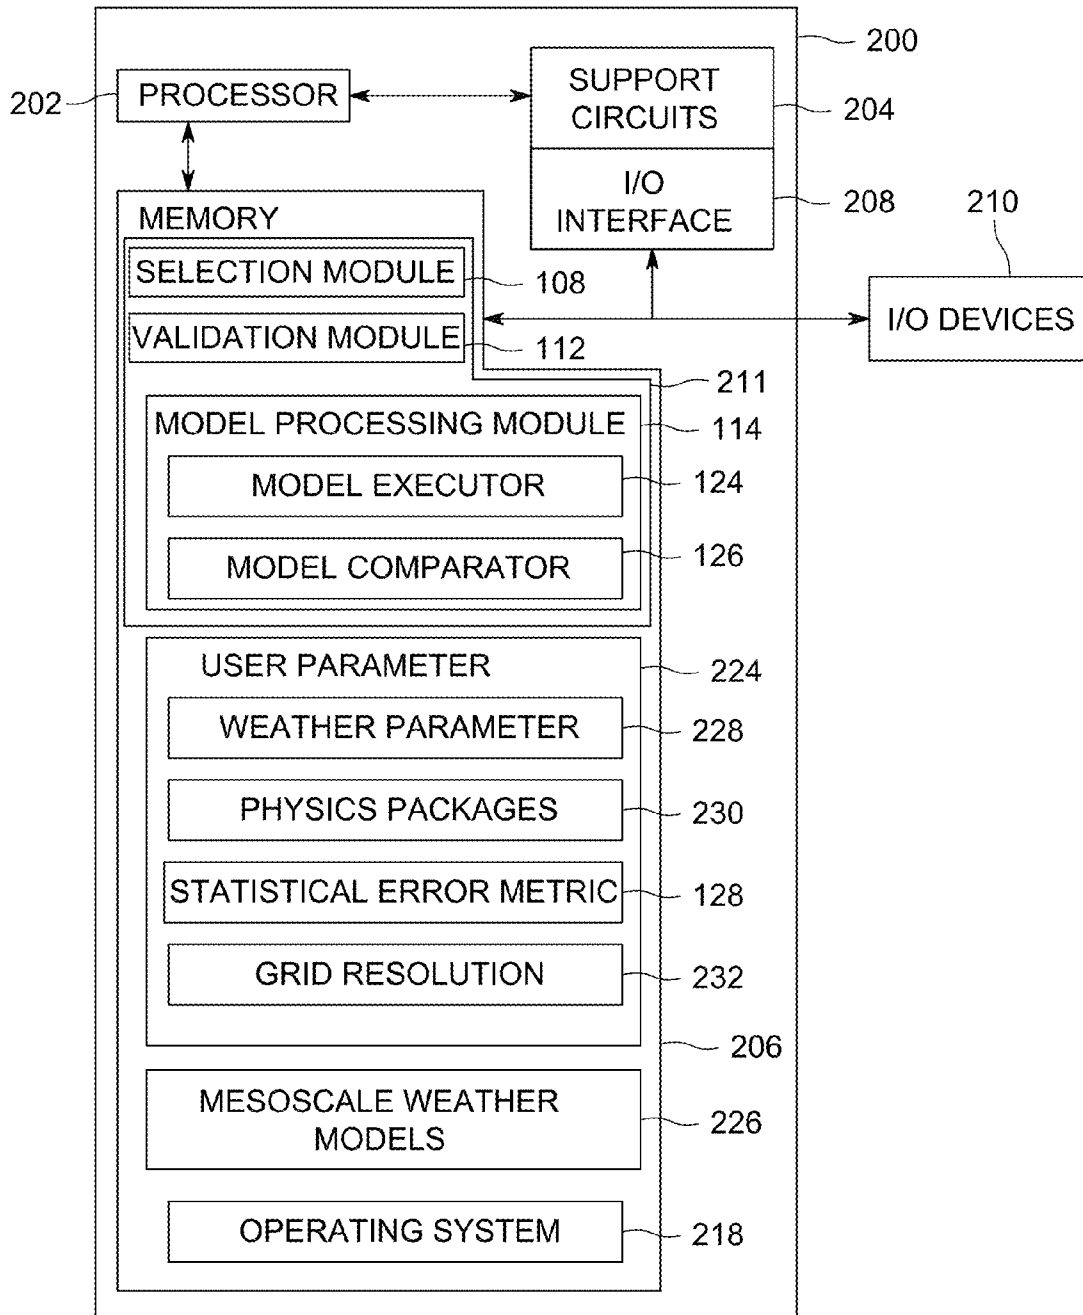 200
PROCESSOR
202
SUPPORT
CIRCUITS
204
I/O
INTERFACE
208
210
I/O DEVICES
MEMORY
SELECTION MODULE
108
VALIDATION MODULE
112
211
MODEL PROCESSING MODULE
114
MODEL EXECUTOR
124
MODEL COMPARATOR
126
USER PARAMETER
224
WEATHER PARAMETER
228
PHYSICS PACKAGES
230
STATISTICAL ERROR METRIC
128
GRID RESOLUTION
232
206
MESOSCALE WEATHER
MODELS
226
OPERATING SYSTEM
218